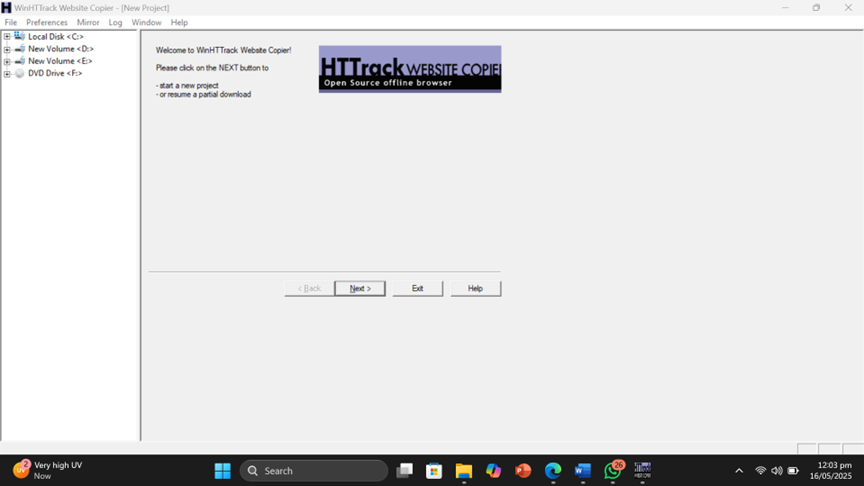 WinHTTrack Website Copier - [New Project]
File Preferences Mirror Log Window Help
Local Disk <C:>
New Volume <D:>
New Volume <E:>
DVD Drive <F:>
Welcome to WinHTTrack Website Copier!
Please click on the NEXT button to
- start a new project
- or resume a partial download
HTTrack WEBSITE COPIE
Open Source offline browser
< Back Next > Exit Help
Very high UV
Now
Search
26
12:03 pm
16/05/2025